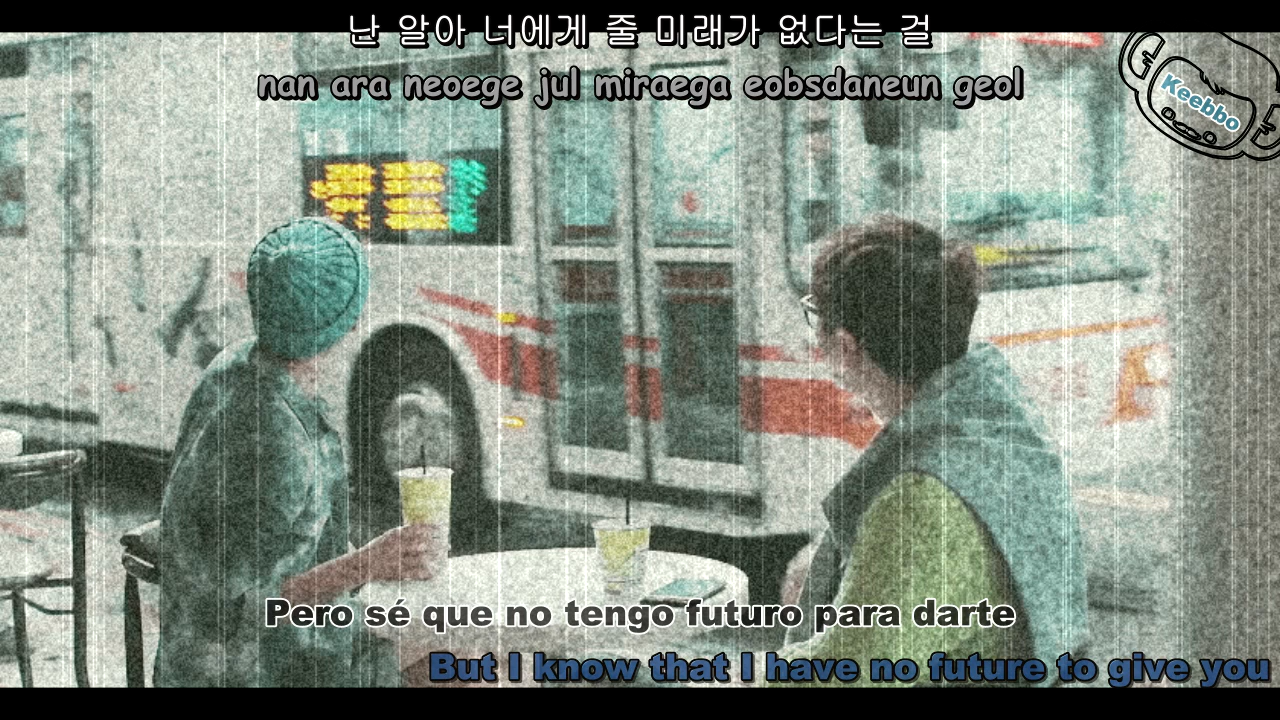 난 알아 너에게 줄 미래가 없다는 걸
nan ara neoege jul miraega eobsdaneun geol
Keebbo
Pero sé que no tengo futuro para darte
But I know that I have no future to give you